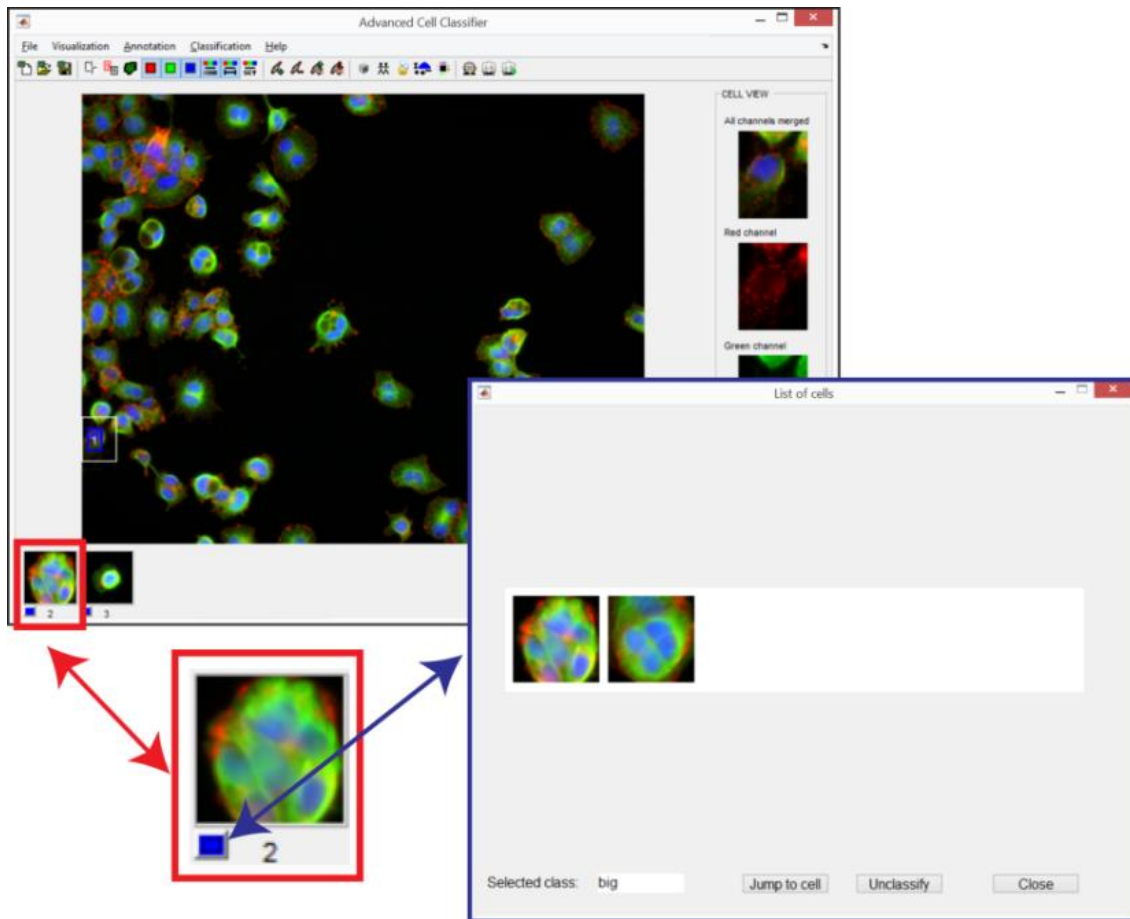 Advanced Cell Classifier
File Visualization Annotation Classification Help
CELL VIEW
All channels merged
Red channel
Green channel
1
2 3
List of cells
2
Selected class: big Jump to cell Unclassify Close